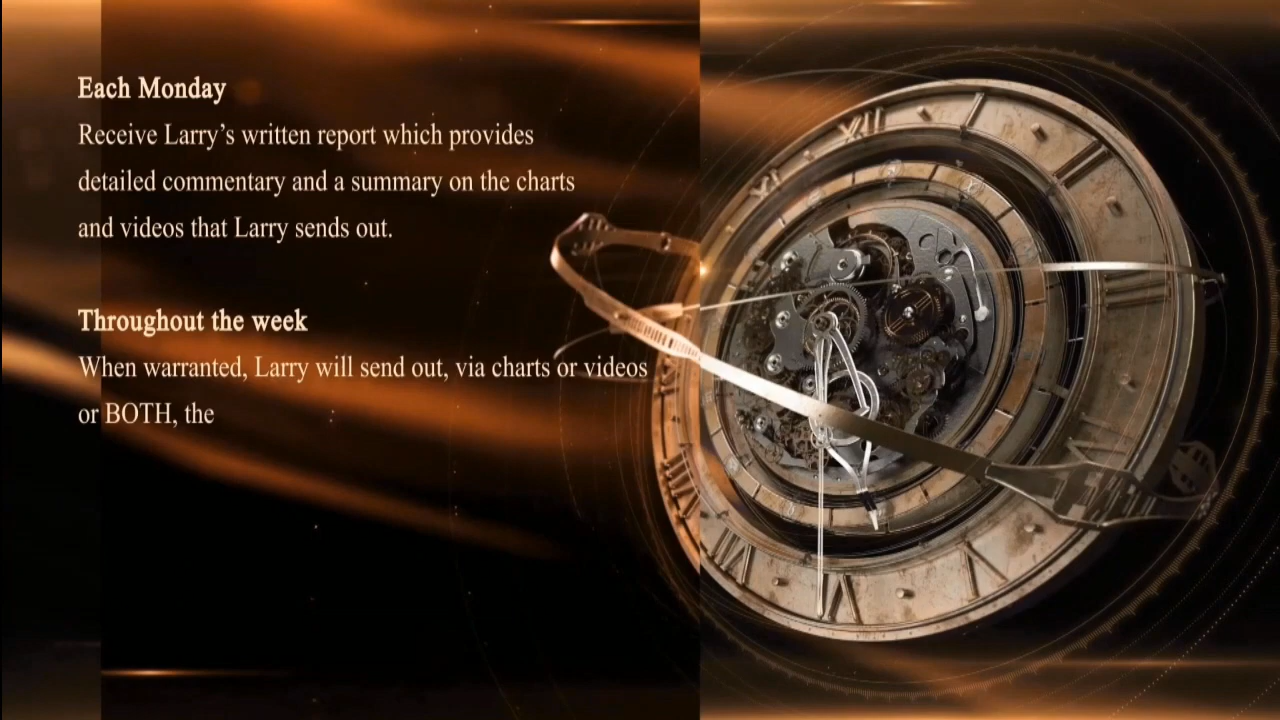 Each Monday
Receive Larry’s written report which provides
detailed commentary and a summary on the charts
and videos that Larry sends out.
Throughout the week
When warranted, Larry will send out, via charts or videos
or BOTH, the